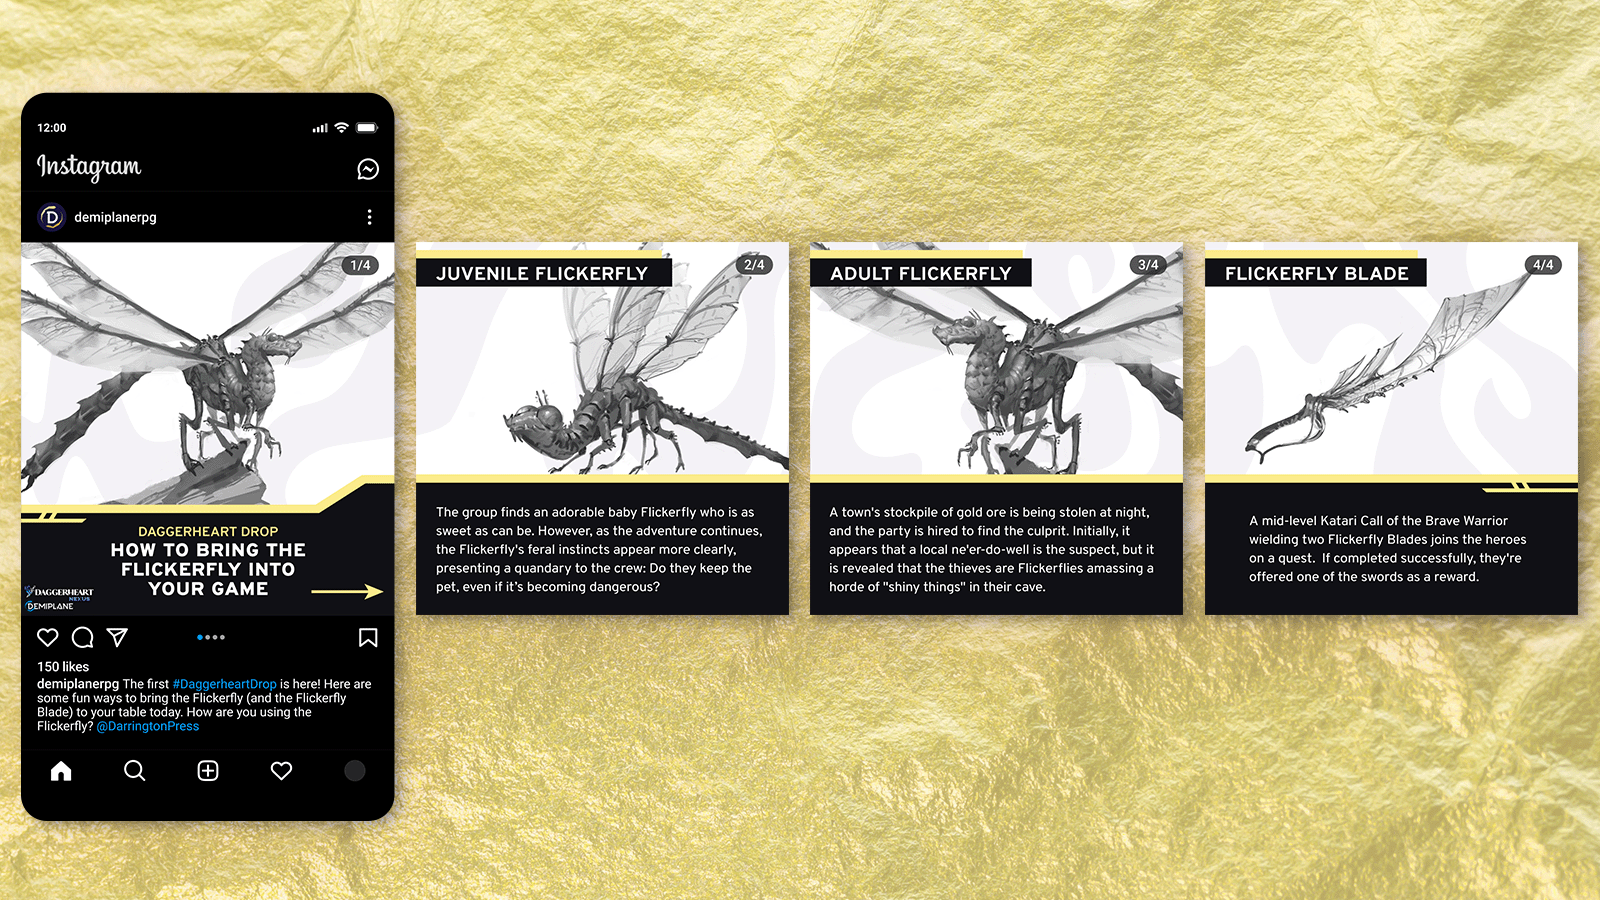 12:00
Instagram
demiplanerpg
1/4
DAGGERHEART DROP
HOW TO BRING THE
FLICKERFLY INTO
YOUR GAME
DAGGERHEART
NEXUS
DEMIPLANE
150 likes
demiplanerpg The first #DaggerheartDrop is here! Here are
some fun ways to bring the Flickerfly (and the Flickerfly
Blade) to your table today. How are you using the
Flickerfly? @DarringtonPress
JUVENILE FLICKERFLY
2/4
The group finds an adorable baby Flickerfly who is as
sweet as can be. However, as the adventure continues,
the Flickerfly's feral instincts appear more clearly,
presenting a quandary to the crew: Do they keep the
pet, even if it’s becoming dangerous?
ADULT FLICKERFLY
3/4
A town's stockpile of gold ore is being stolen at night,
and the party is hired to find the culprit. Initially, it
appears that a local ne'er-do-well is the suspect, but it
is revealed that the thieves are Flickerflies amassing a
horde of "shiny things" in their cave.
FLICKERFLY BLADE
4/4
A mid-level Katari Call of the Brave Warrior
wielding two Flickerfly Blades joins the heroes
on a quest. If completed successfully, they're
offered one of the swords as a reward.